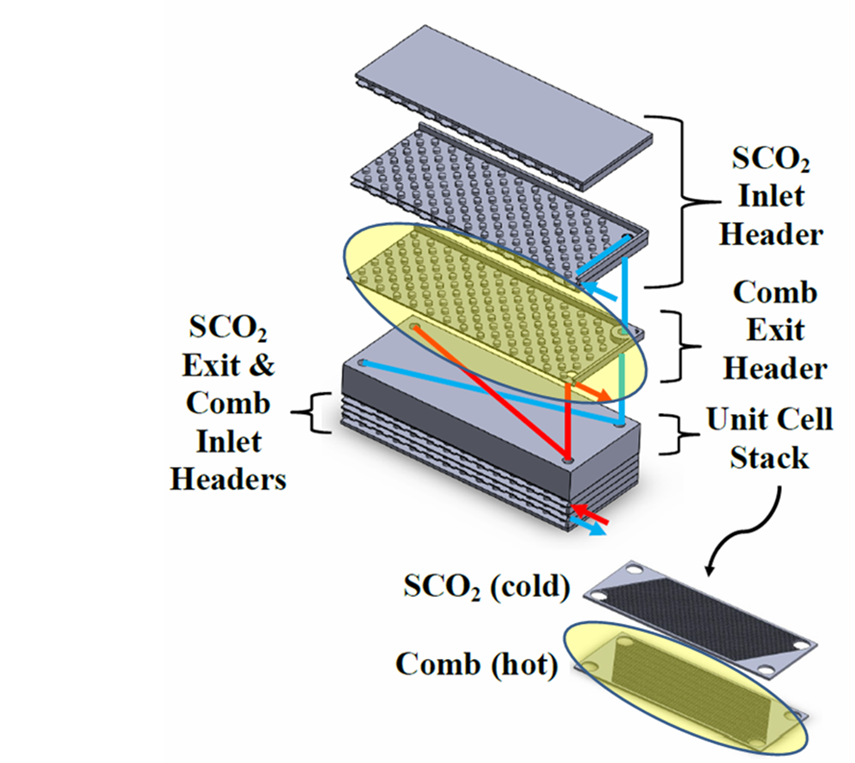 SCO₂
Inlet
Header
Comb
Exit
Header
SCO₂
Exit &
Comb
Inlet
Headers
Unit Cell
Stack
SCO₂ (cold)
Comb (hot)